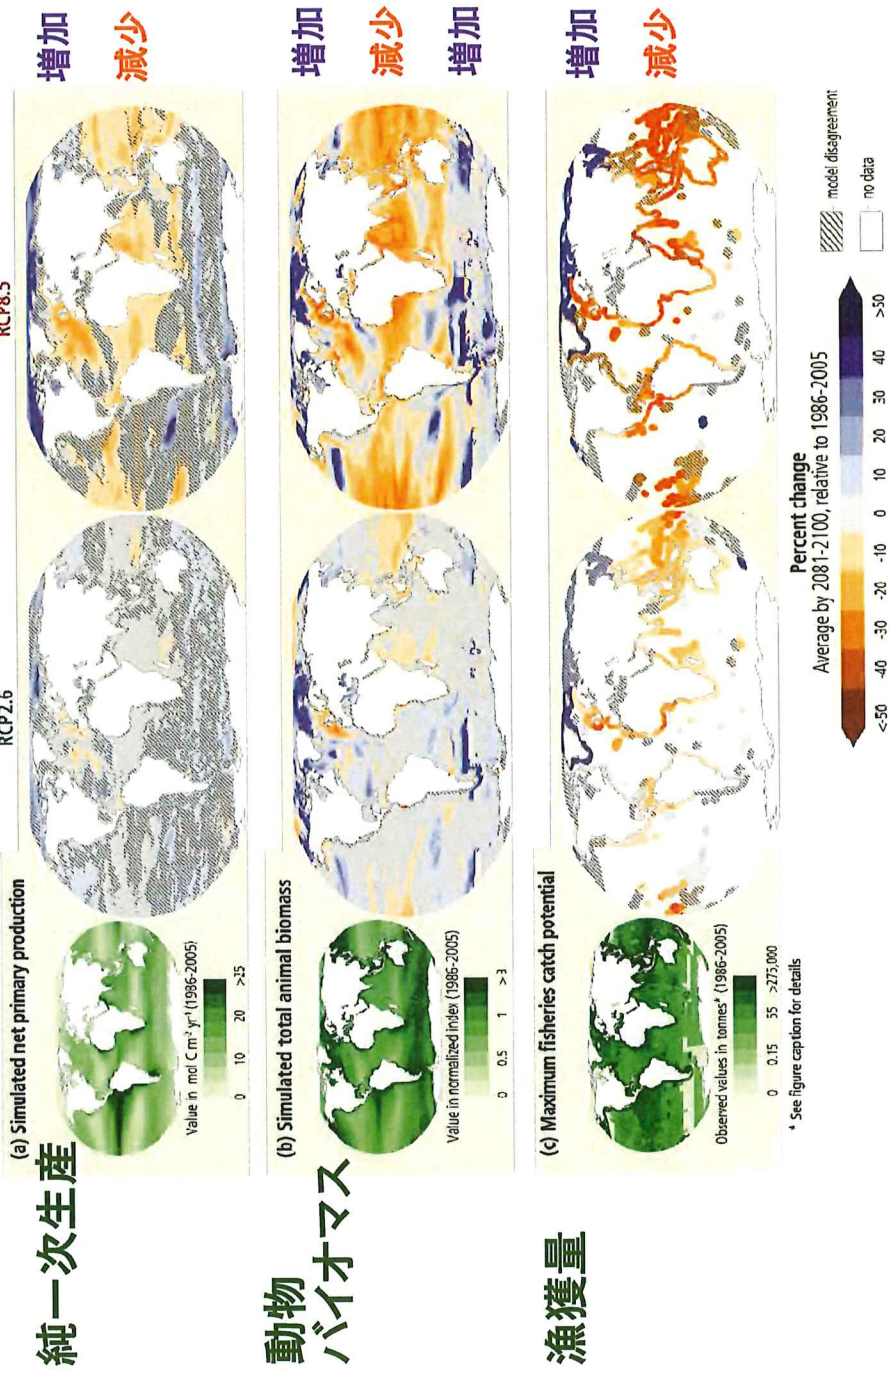 RCP2.6
RCP8.5
純一次生産
(a) Simulated net primary production
Value in mol C m⁻² yr⁻¹ (1986-2005)
0 10 20 >25
増加
減少
動物
バイオマス
(b) Simulated total animal biomass
Value in normalized index (1986-2005)
0 0.5 1 >3
増加
減少
増加
漁獲量
(c) Maximum fisheries catch potential
Observed values in tonnes* (1986-2005)
0 0.15 55 >275,000
* See figure caption for details
増加
減少
Percent change
Average by 2081-2100, relative to 1986-2005
<-50 -40 -30 -20 -10 0 10 20 30 40 >50
model disagreement
no data